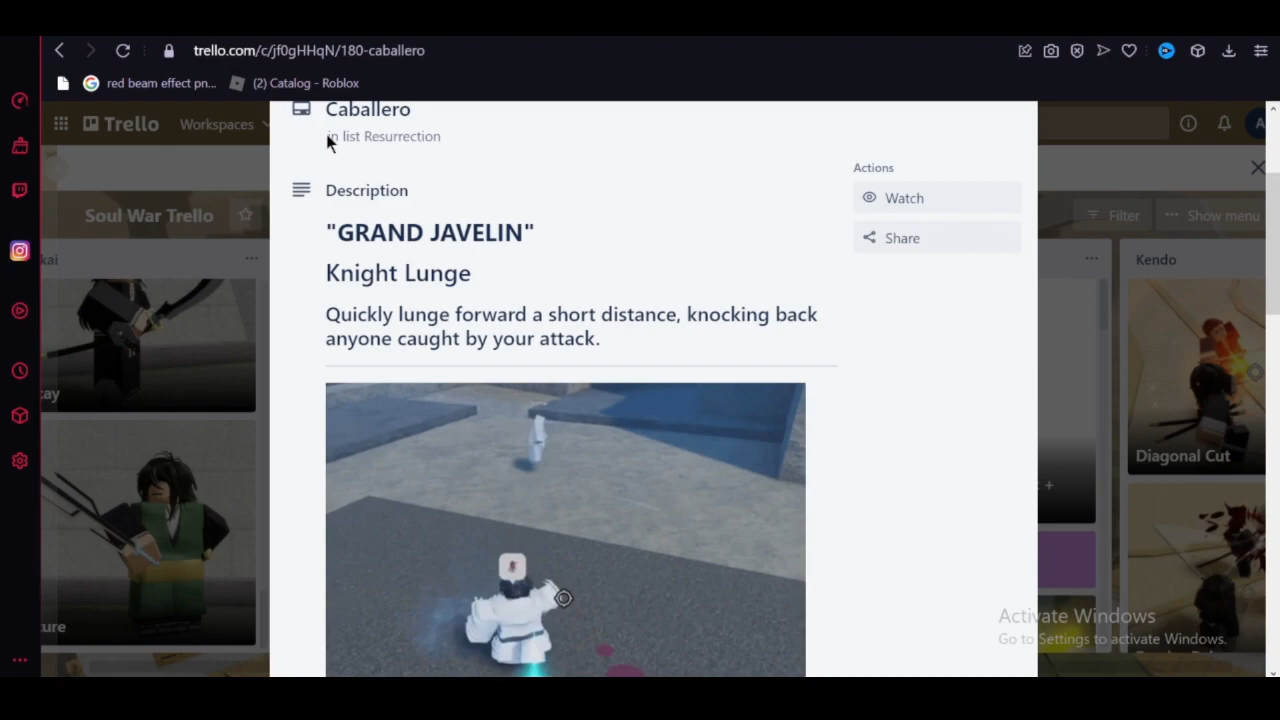 trello.com/c/jf0gHHqN/180-caballero
red beam effect pn... (2) Catalog - Roblox
Trello Workspaces
A
Caballero
in list Resurrection
Actions
Description
Watch
Soul War Trello
Filter ··· Show menu
"GRAND JAVELIN"
Share
kai
Kendo
Knight Lunge
Quickly lunge forward a short distance, knocking back
anyone caught by your attack.
Diagonal Cut
Activate Windows
Go to Settings to activate Windows.